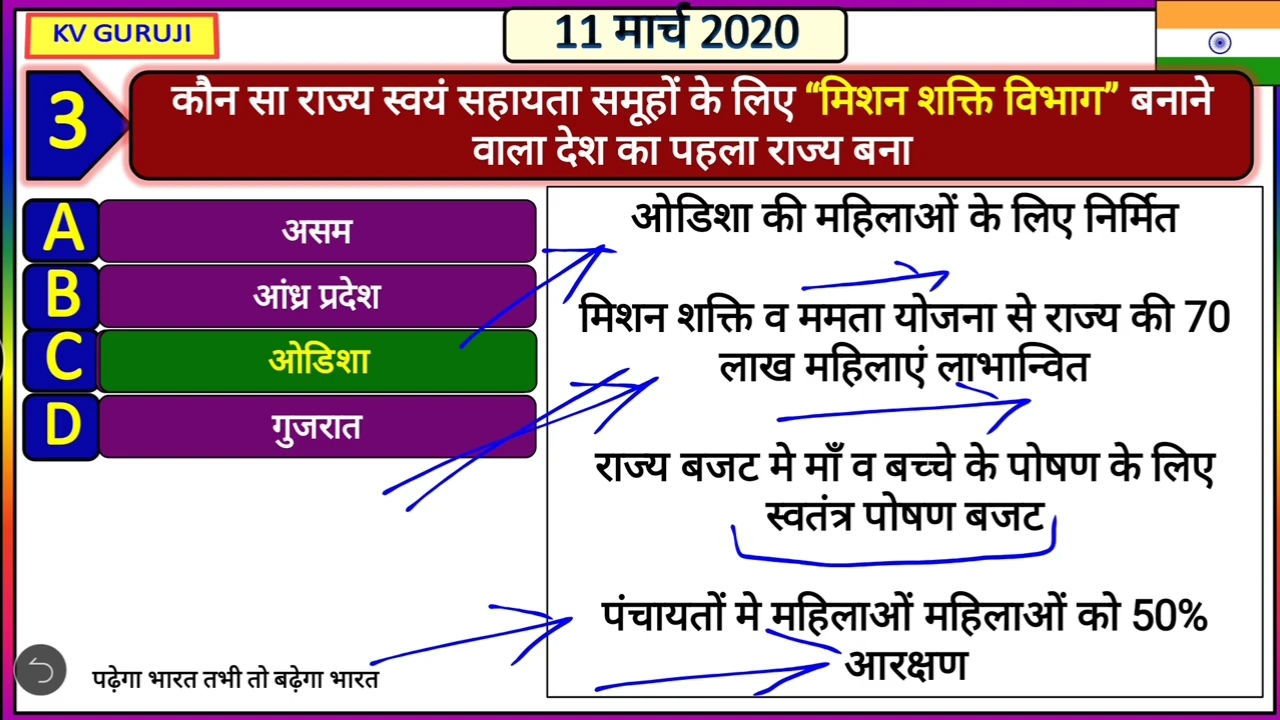 KV GURUJI
11 मार्च 2020
3
कौन सा राज्य स्वयं सहायता समूहों के लिए “मिशन शक्ति विभाग” बनाने
वाला देश का पहला राज्य बना
A
असम
B
आंध्र प्रदेश
C
ओडिशा
D
गुजरात
ओडिशा की महिलाओं के लिए निर्मित
मिशन शक्ति व ममता योजना से राज्य की 70
लाख महिलाएं लाभान्वित
राज्य बजट मे माँ व बच्चे के पोषण के लिए
स्वतंत्र पोषण बजट
पंचायतों मे महिलाओं महिलाओं को 50%
आरक्षण
पढ़ेगा भारत तभी तो बढ़ेगा भारत